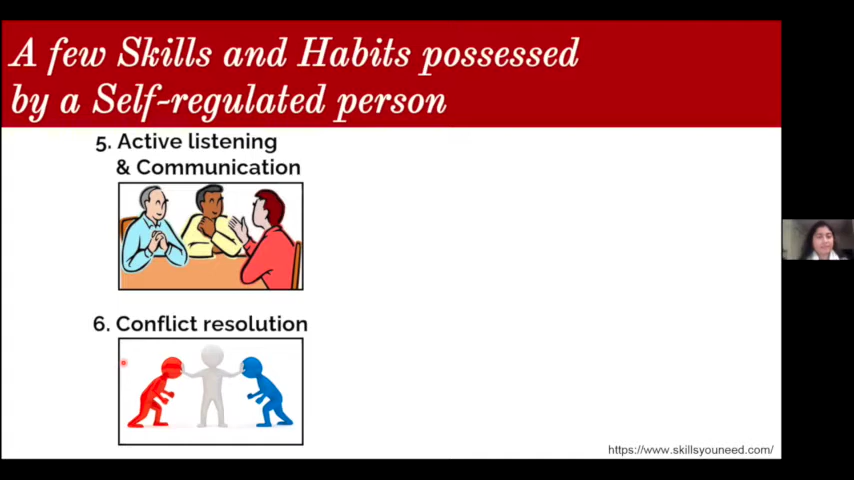 A few Skills and Habits possessed
by a Self-regulated person
5. Active listening
& Communication
6. Conflict resolution
https://www.skillsyouneed.com/